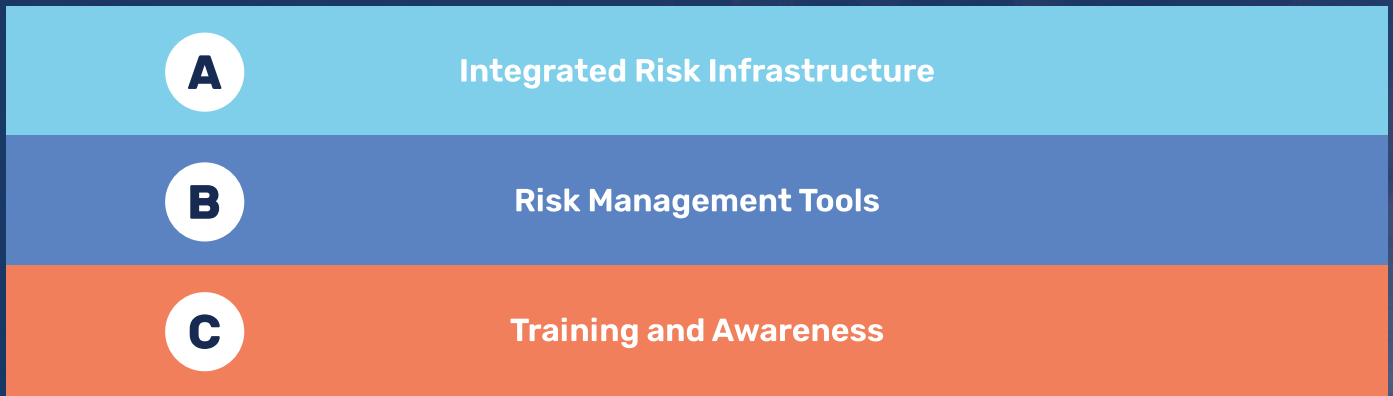 A
Integrated Risk Infrastructure
B
Risk Management Tools
C
Training and Awareness